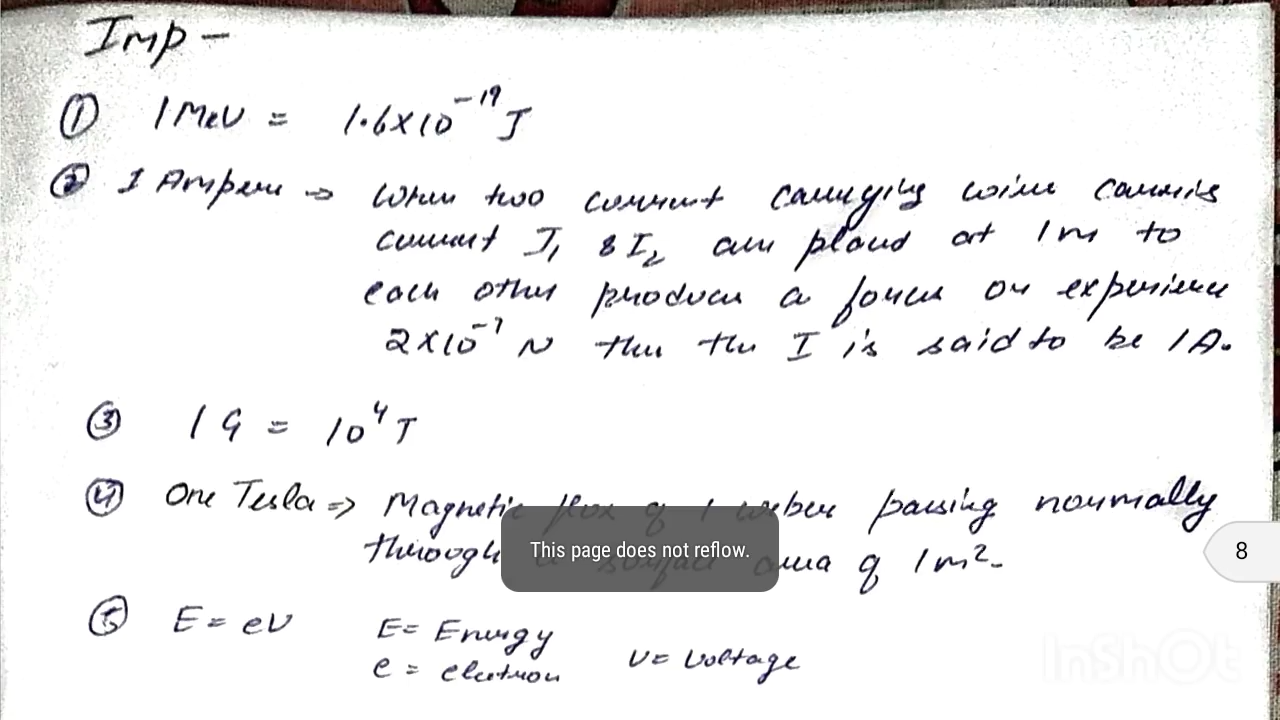 Imp -
① 1 MeV = 1.6×10⁻¹⁹ J
② 1 Ampere ⇒ When two current carrying wire carries
current I₁ & I₂ are placed at 1m to
each other produces a force or experience
2×10⁻⁷ N then the I is said to be 1A.
③ 1 G = 10⁴ T
④ One Tesla ⇒ Magnetic flux of 1 weber passing normally
through a surface area of 1m².
This page does not reflow.
8
⑤ E = eV E = Energy
e = electron V = Voltage
InShOt